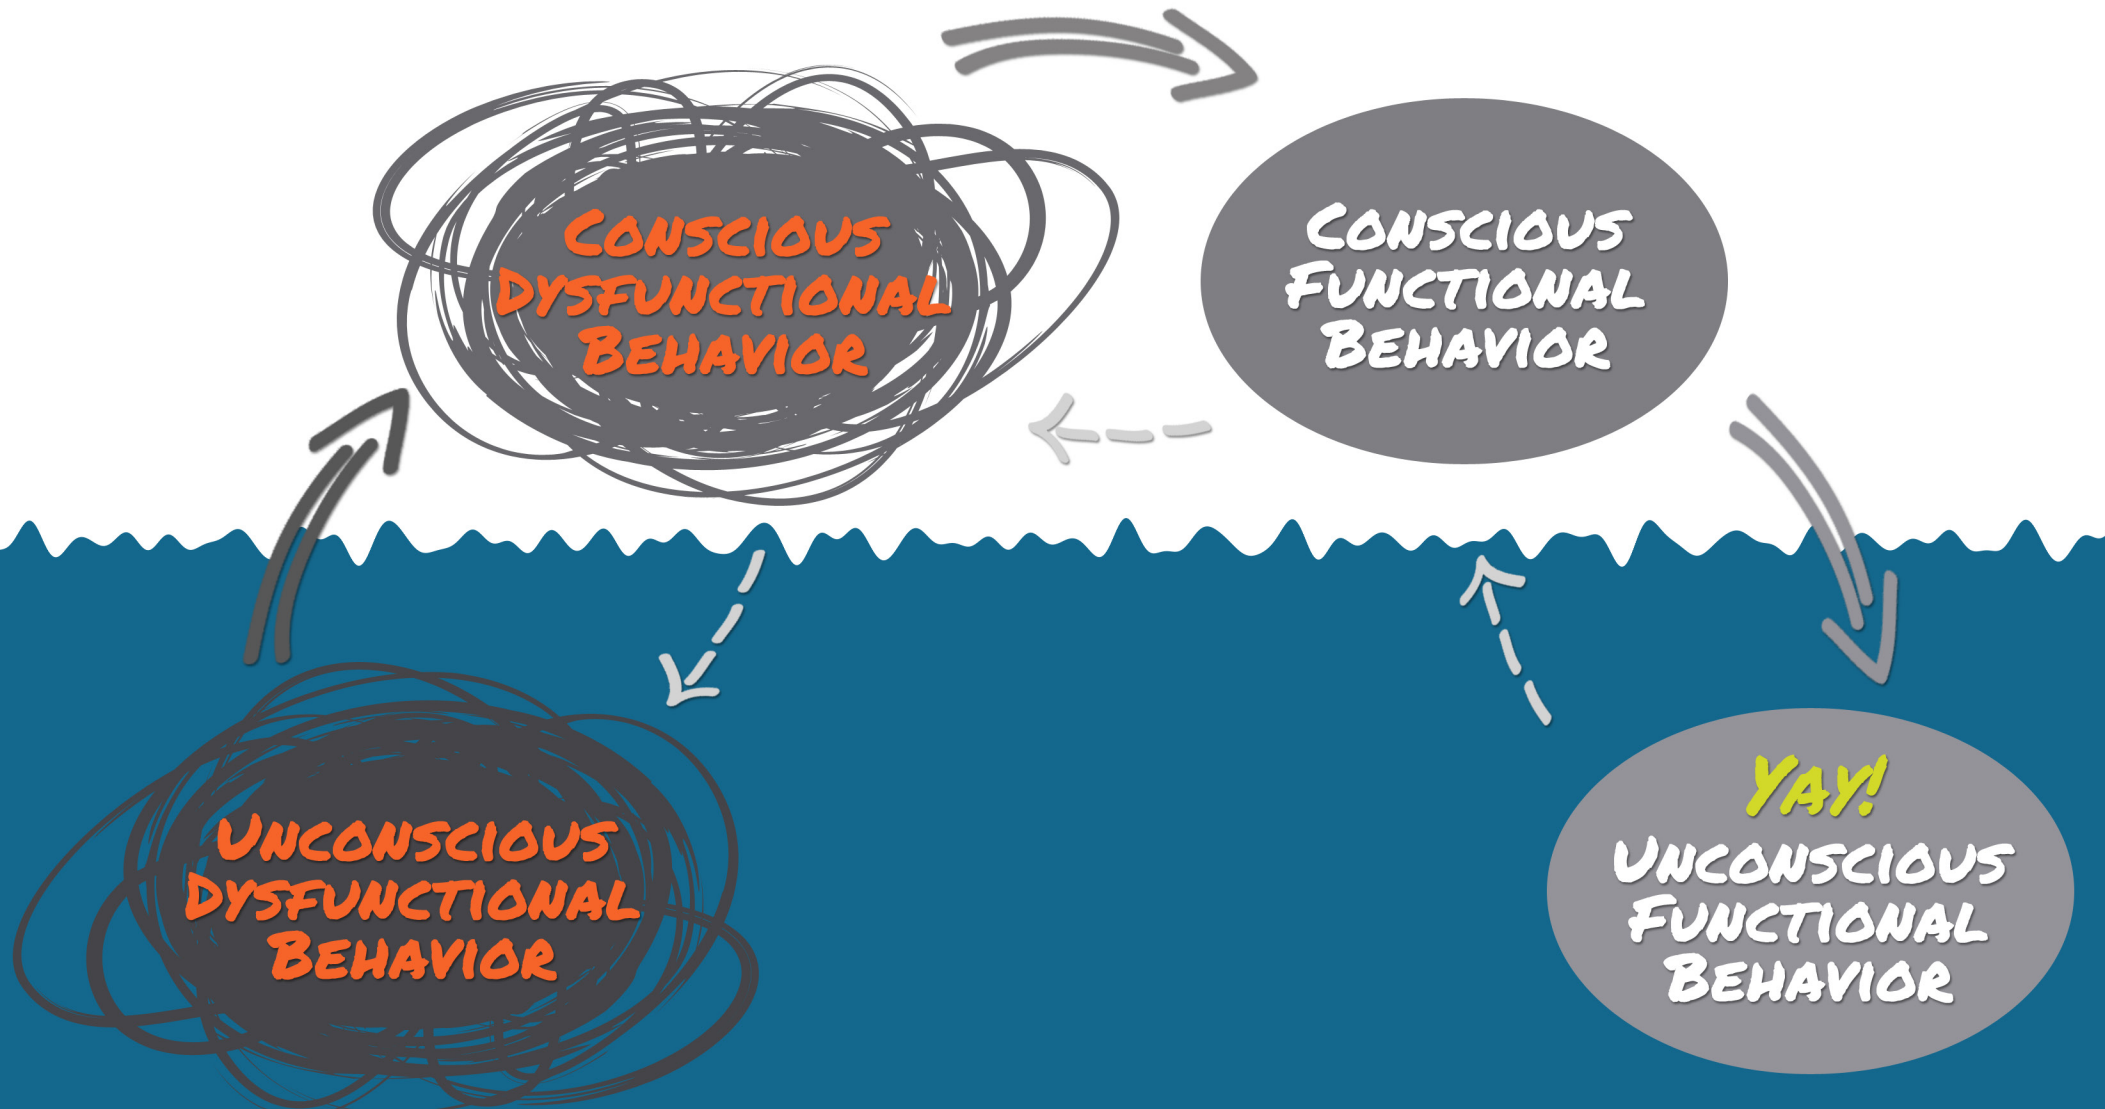 Conscious
Dysfunctional
Behavior
Conscious
Functional
Behavior
Unconscious
Dysfunctional
Behavior
Yay!
Unconscious
Functional
Behavior